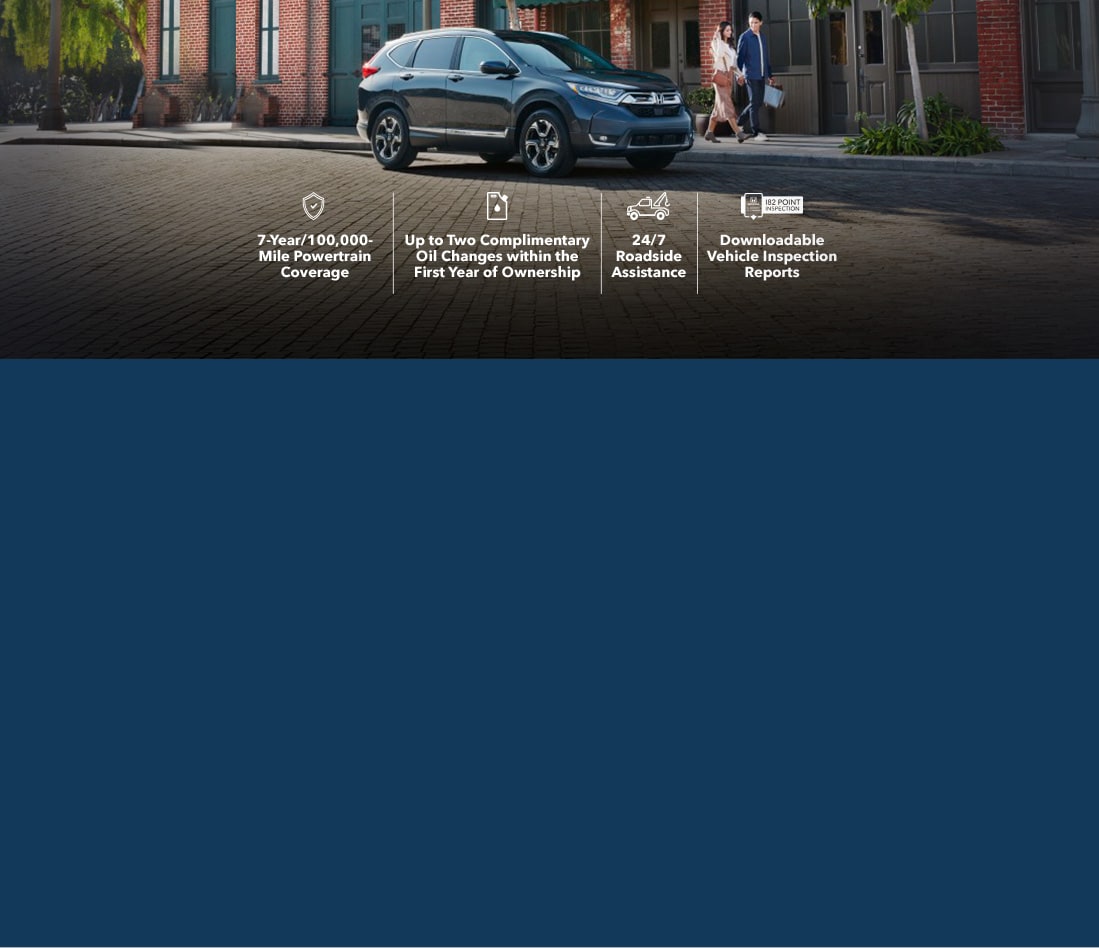 182 POINT
INSPECTION
7-Year/100,000-
Mile Powertrain
Coverage
Up to Two Complimentary
Oil Changes within the
First Year of Ownership
24/7
Roadside
Assistance
Downloadable
Vehicle Inspection
Reports